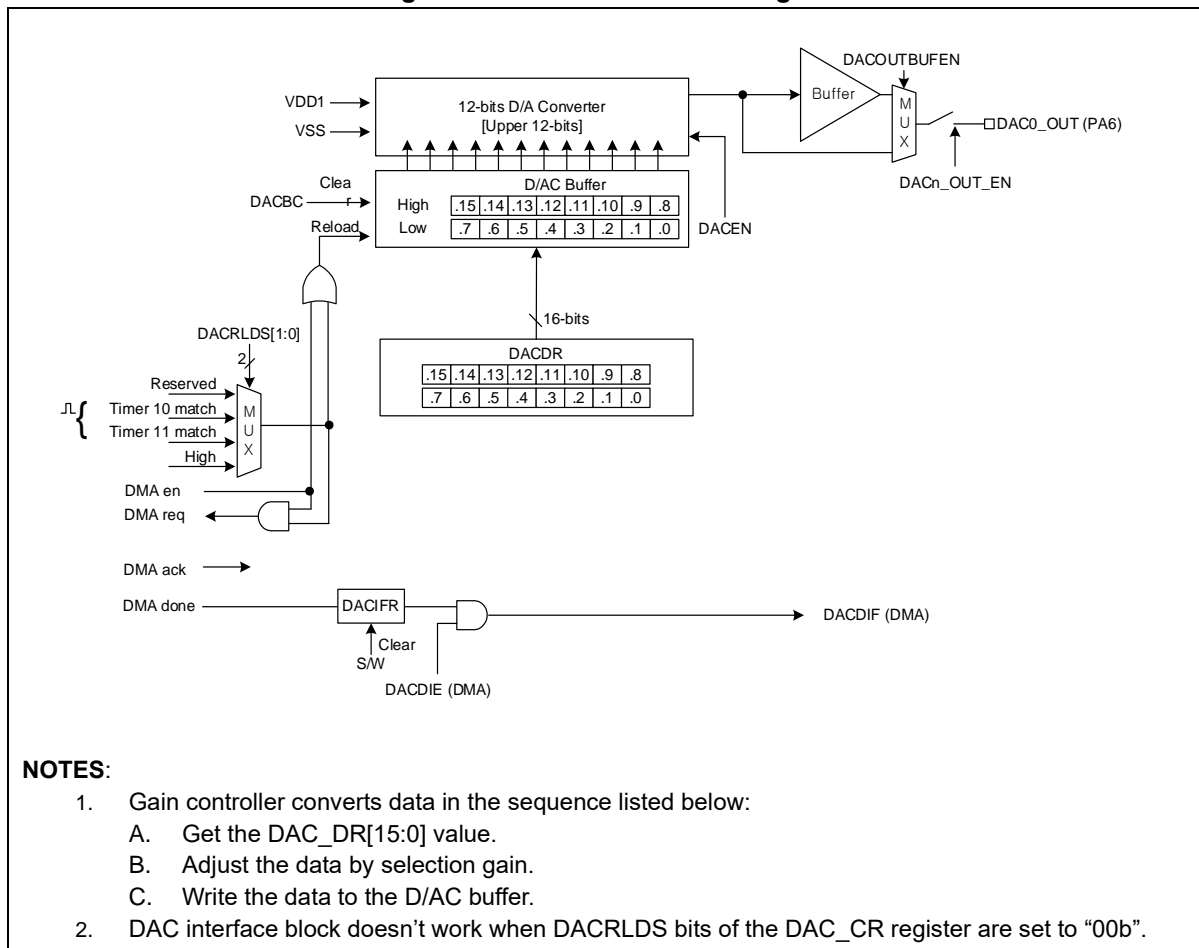 DACOUTBUFEN
Buffer
M
U
X
DAC0_OUT (PA6)
DACn_OUT_EN
VDD1
VSS
12-bits D/A Converter
[Upper 12-bits]
DACEN
DACBC
Clea
r
Reload
D/AC Buffer
High .15 .14 .13 .12 .11 .10 .9 .8
Low .7 .6 .5 .4 .3 .2 .1 .0
16-bits
DACDR
.15 .14 .13 .12 .11 .10 .9 .8
.7 .6 .5 .4 .3 .2 .1 .0
DACRLDS[1:0]
2
Reserved
Timer 10 match
Timer 11 match
High
M
U
X
DMA en
DMA req
DMA ack
DMA done
DACIFR
Clear
S/W
DACDIE (DMA)
DACDIF (DMA)
NOTES:
1. Gain controller converts data in the sequence listed below:
A. Get the DAC_DR[15:0] value.
B. Adjust the data by selection gain.
C. Write the data to the D/AC buffer.
2. DAC interface block doesn’t work when DACRLDS bits of the DAC_CR register are set to “00b”.